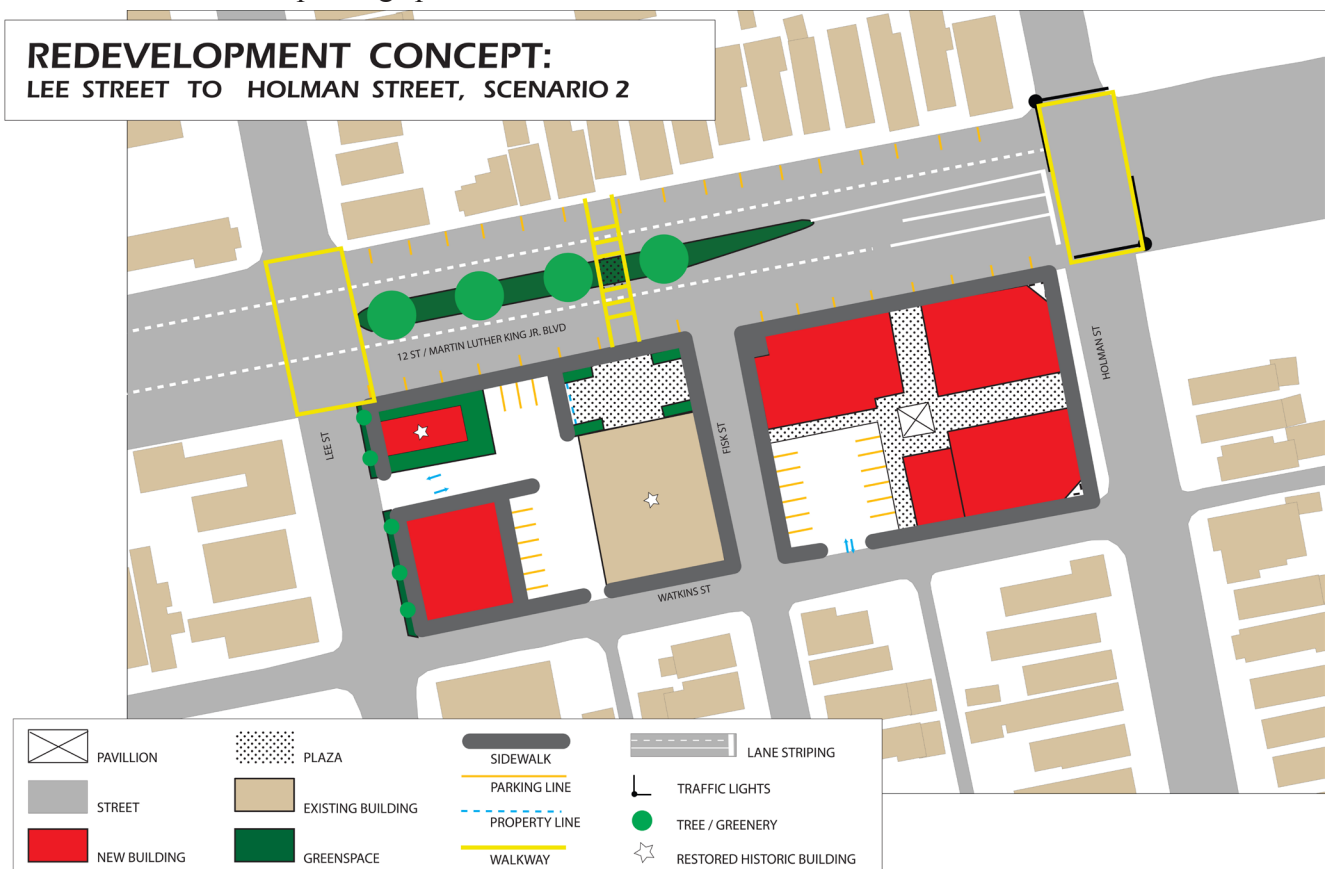 REDEVELOPMENT CONCEPT:
LEE STREET TO HOLMAN STREET, SCENARIO 2
12 ST / MARTIN LUTHER KING JR. BLVD
LEE ST
FISK ST
HOLMAN ST
WATKINS ST
PAVILLION
PLAZA
SIDEWALK
LANE STRIPING
STREET
EXISTING BUILDING
PARKING LINE
TRAFFIC LIGHTS
PROPERTY LINE
TREE / GREENERY
NEW BUILDING
GREENSPACE
WALKWAY
RESTORED HISTORIC BUILDING